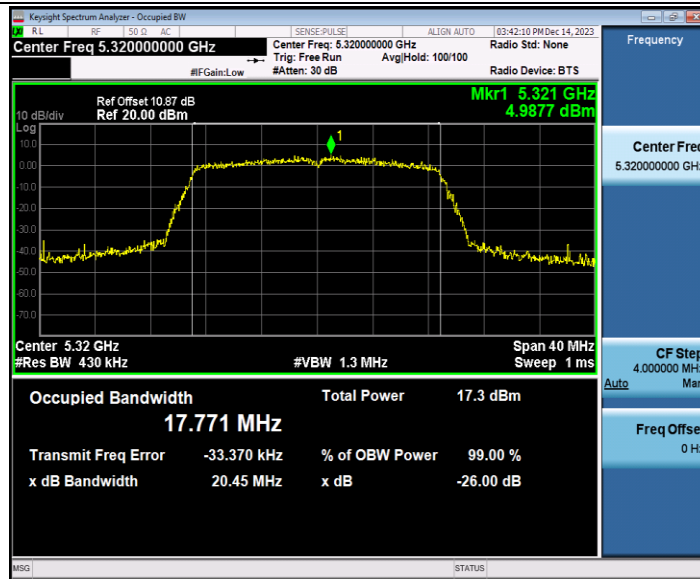 Keysight Spectrum Analyzer - Occupied BW
RL RF 50 Ω AC SENSE:PULSE ALIGN AUTO 03:42:10 PM Dec 14, 2023
Center Freq 5.320000000 GHz
Center Freq: 5.320000000 GHz
Radio Std: None
Trig: Free Run Avg|Hold: 100/100
#IFGain:Low #Atten: 30 dB Radio Device: BTS
Ref Offset 10.87 dB
10 dB/div Ref 20.00 dBm
Mkr1 5.321 GHz
4.9877 dBm
Log
10.0
1
0.00
-10.0
-20.0
-30.0
-40.0
-50.0
-60.0
-70.0
Center 5.32 GHz Span 40 MHz
#Res BW 430 kHz #VBW 1.3 MHz Sweep 1 ms
Occupied Bandwidth Total Power 17.3 dBm
17.771 MHz
Transmit Freq Error -33.370 kHz % of OBW Power 99.00 %
x dB Bandwidth 20.45 MHz x dB -26.00 dB
MSG STATUS
Frequency
Center Freq
5.320000000 GHz
CF Step
4.000000 MHz
Auto Man
Freq Offset
0 Hz